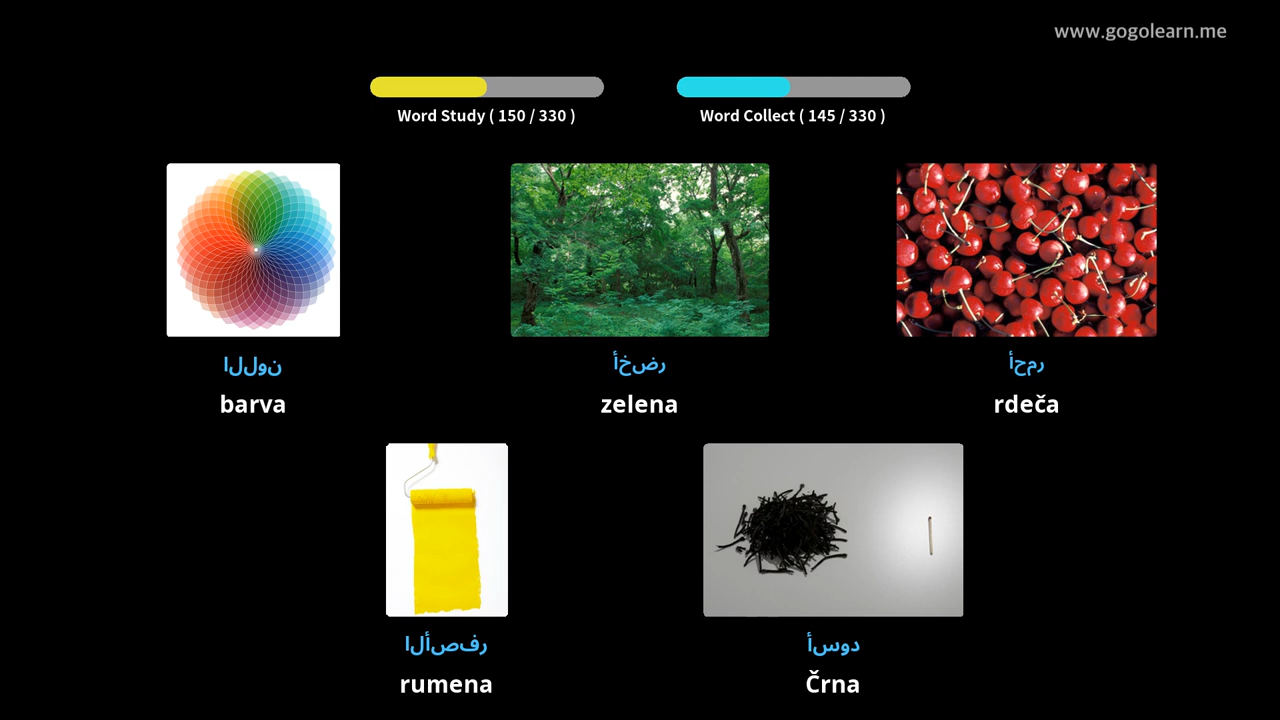 www.gogolearn.me
Word Study ( 150 / 330 )
Word Collect ( 145 / 330 )
اللون
أخضر
أحمر
barva
zelena
rdeča
الأصفر
أسود
rumena
Črna